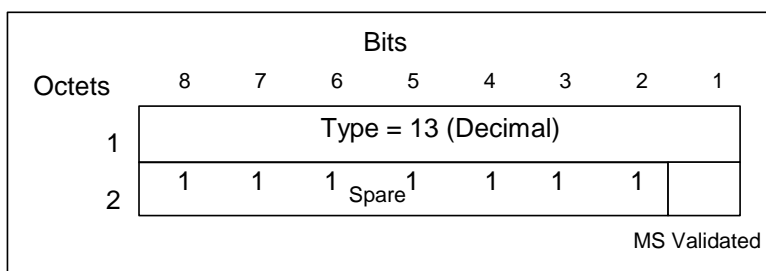 Bits
Octets 8 7 6 5 4 3 2 1
1 Type = 13 (Decimal)
2 1 1 1 Spare 1 1 1 1
MS Validated